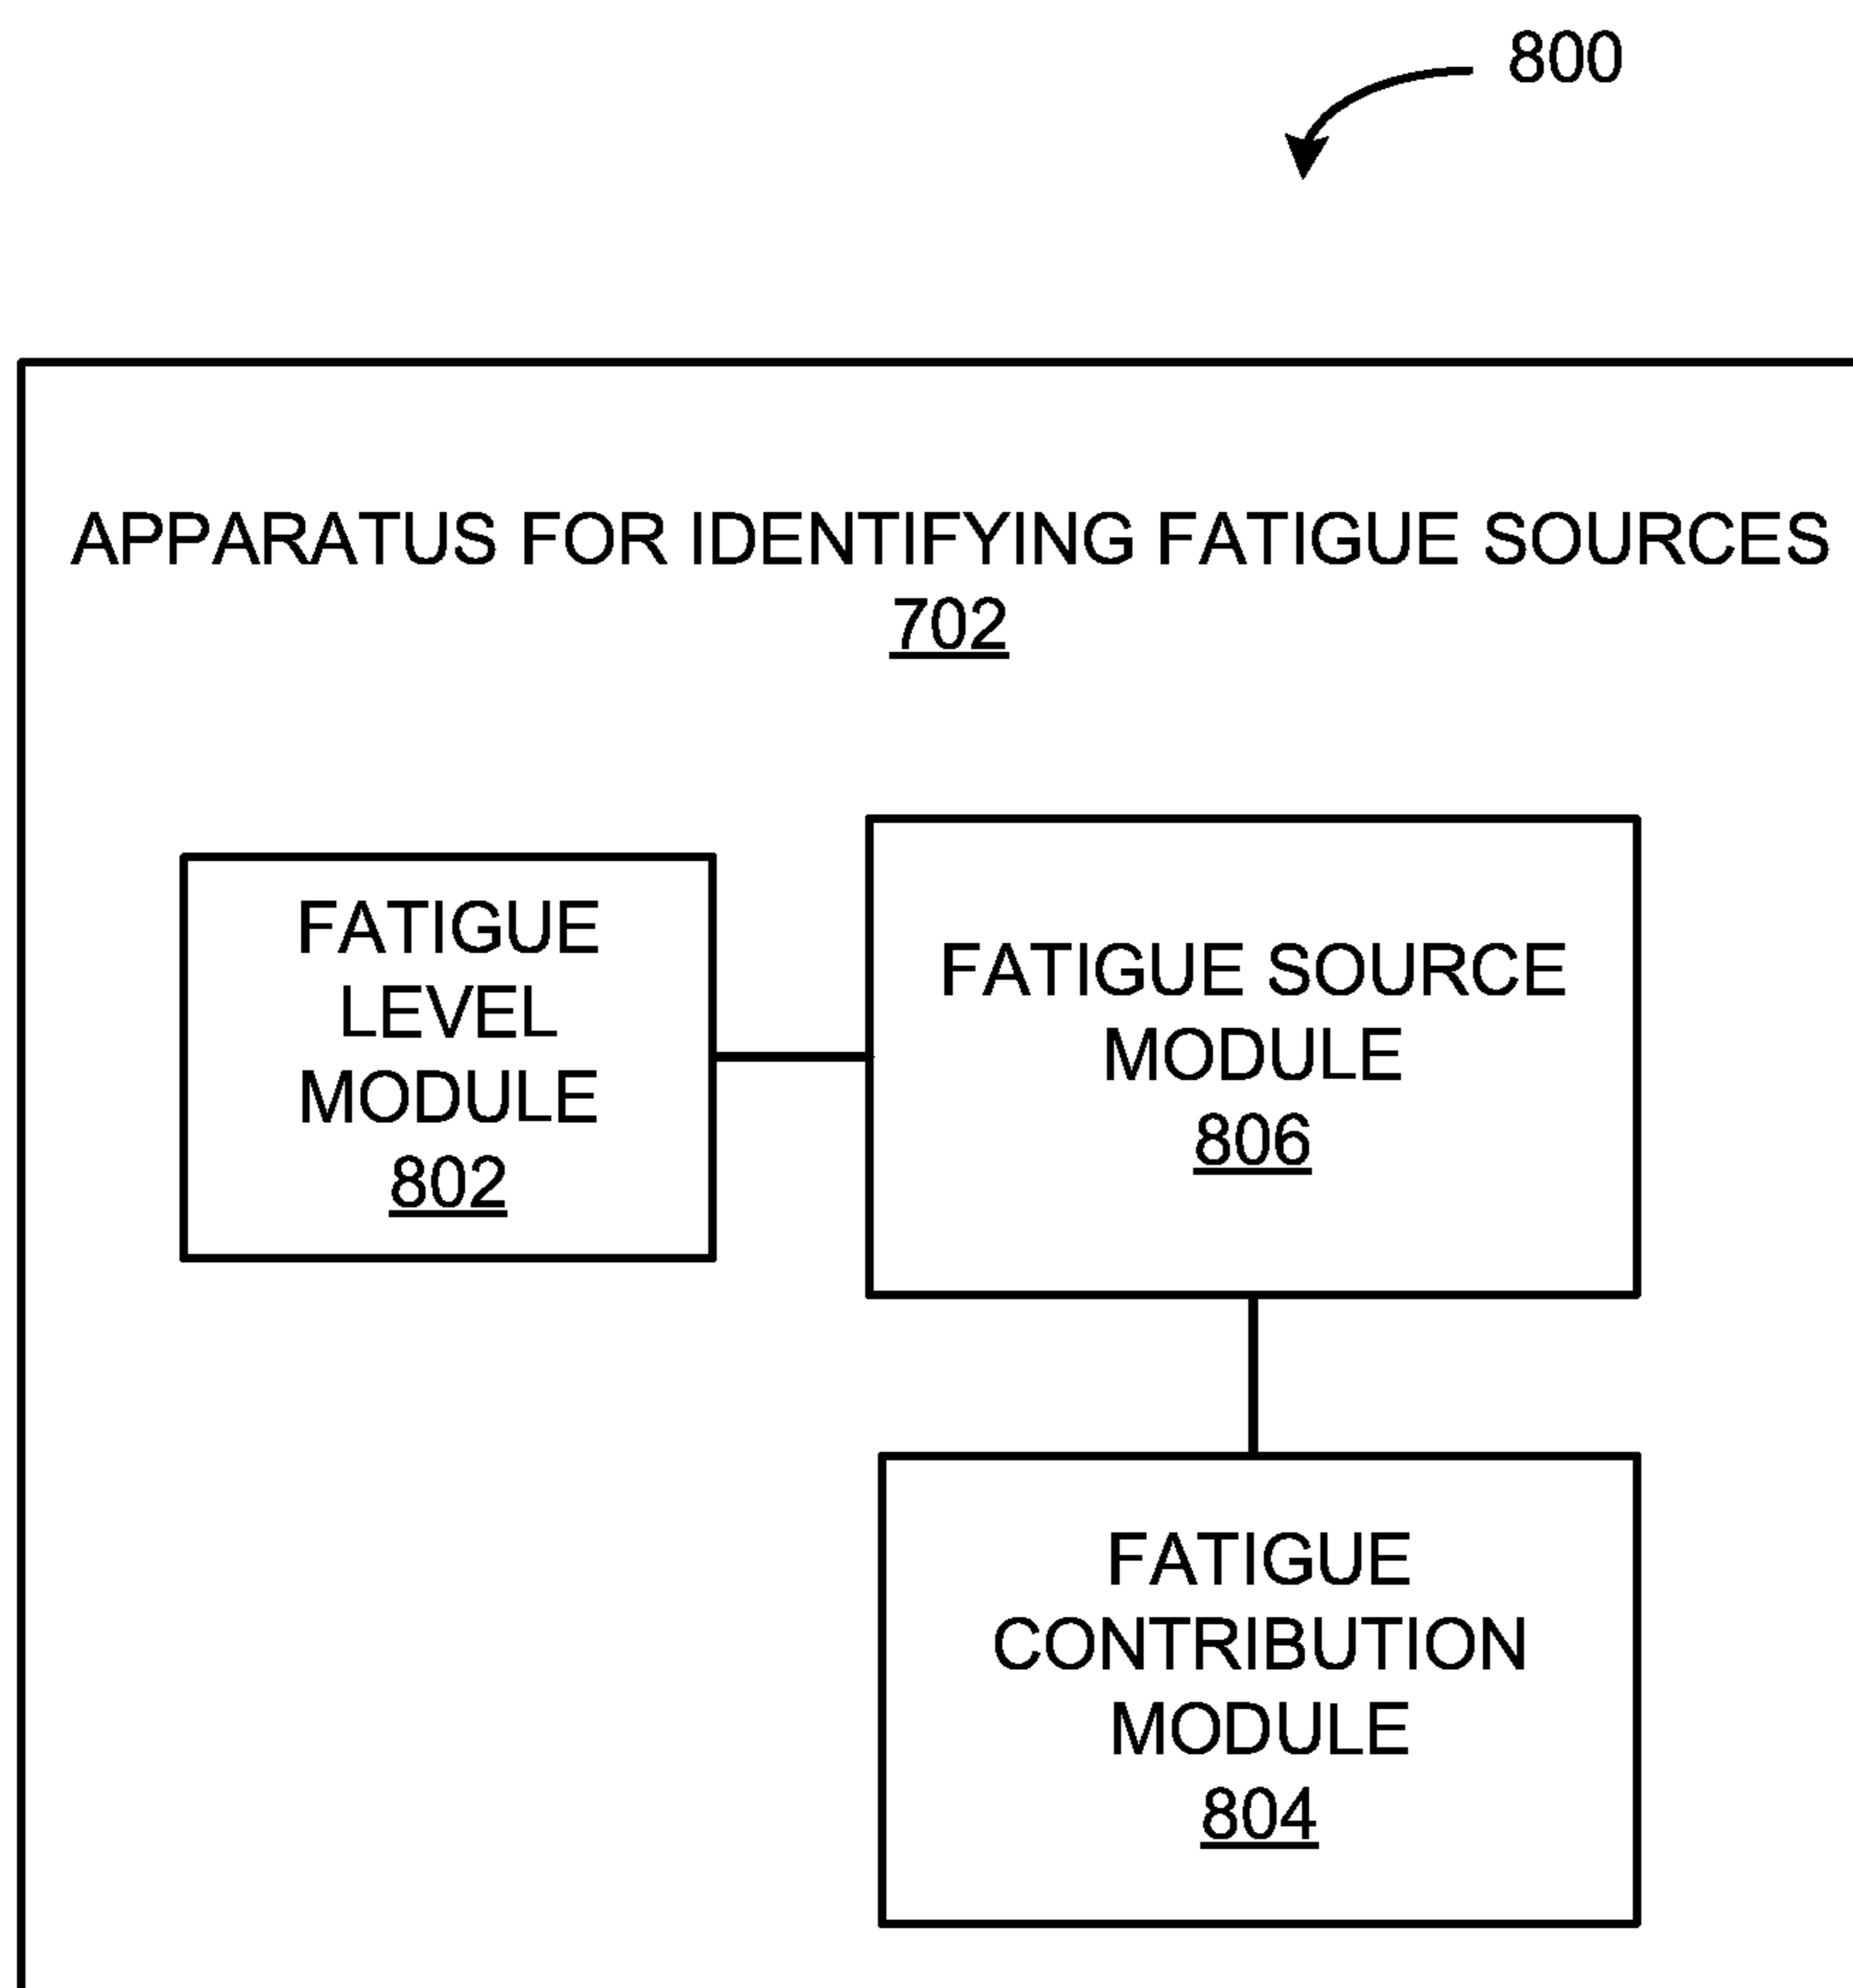 800
APPARATUS FOR IDENTIFYING FATIGUE SOURCES
702
FATIGUE
LEVEL
MODULE
802
FATIGUE SOURCE
MODULE
806
FATIGUE
CONTRIBUTION
MODULE
804